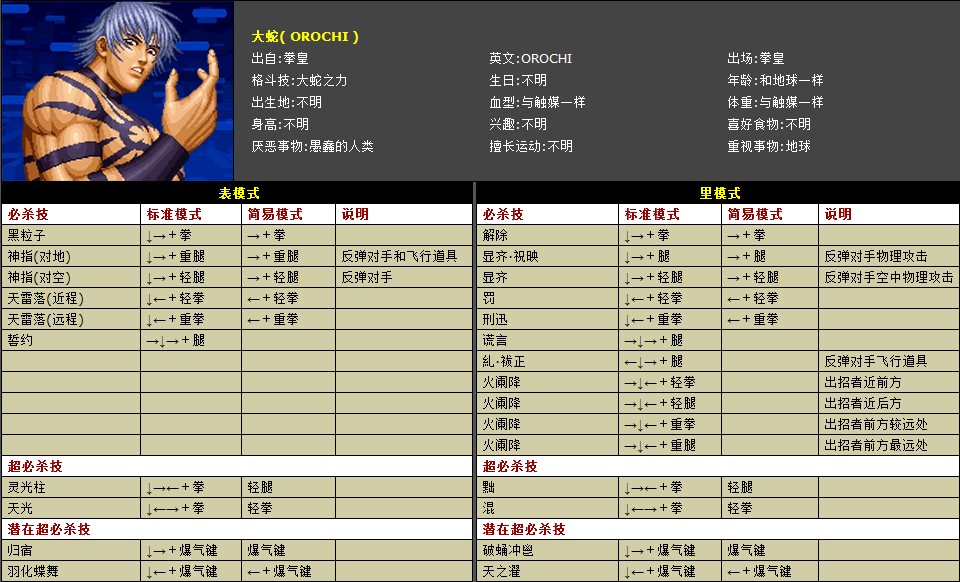 大蛇( OROCHI )
出自:拳皇 英文:OROCHI 出场:拳皇
格斗技:大蛇之力 生日:不明 年龄:和地球一样
出生地:不明 血型:与触媒一样 体重:与触媒一样
身高:不明 兴趣:不明 喜好食物:不明
厌恶事物:愚蠢的人类 擅长运动:不明 重视事物:地球
表模式
必杀技 标准模式 简易模式 说明
黑粒子 ↓→+拳 →+拳
神指(对地) ↓→+重腿 →+重腿 反弹对手和飞行道具
神指(对空) ↓→+轻腿 →+轻腿 反弹对手
天雷落(近程) ↓←+轻拳 ←+轻拳
天雷落(远程) ↓←+重拳 ←+重拳
誓约 →↓→+腿
超必杀技
灵光柱 ↓→←+拳 轻腿
天光 ↓←→+拳 轻拳
潜在超必杀技
归宿 ↓→+爆气键 爆气键
羽化蝶舞 ↓←+爆气键 ←+爆气键
里模式
必杀技 标准模式 简易模式 说明
解除 ↓→+拳 →+拳
显齐·祝映 ↓→+腿 →+腿 反弹对手物理攻击
显齐 ↓→+轻腿 →+轻腿 反弹对手空中物理攻击
罚 ↓←+轻拳 ←+轻拳
刑迅 ↓←+重拳 ←+重拳
谎言 →↓→+腿
乣·祓正 ←↓→+腿 反弹对手飞行道具
火阐降 →↓←+轻拳 出招者近前方
火阐降 →↓←+轻腿 出招者近后方
火阐降 →↓←+重拳 出招者前方较远处
火阐降 →↓←+重腿 出招者前方最远处
超必杀技
黜 ↓→←+拳 轻腿
混 ↓←→+拳 轻拳
潜在超必杀技
破蛹冲鬯 ↓→+爆气键 爆气键
天之濯 ↓←+爆气键 ←+爆气键